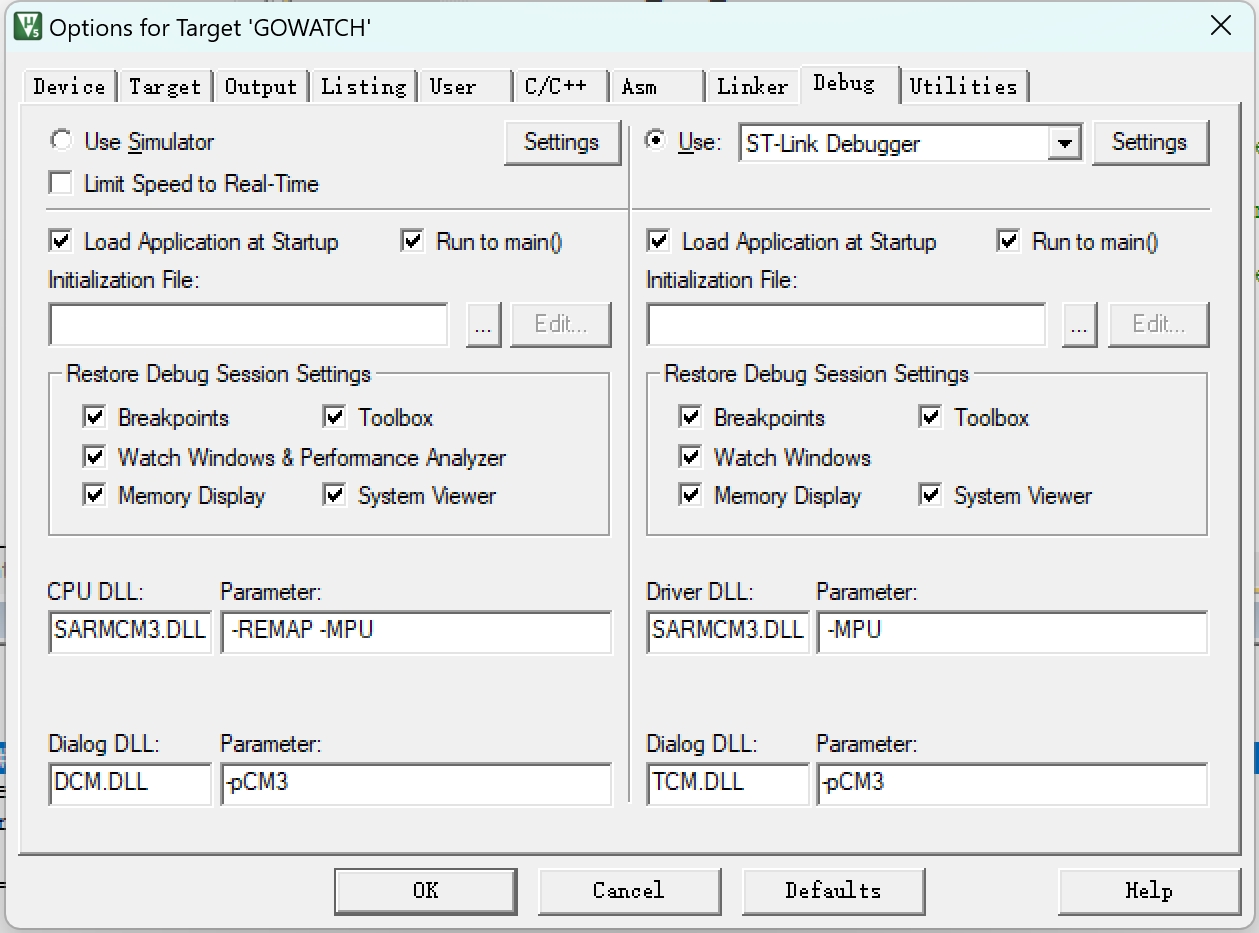 Options for Target 'GOWATCH'
Device Target Output Listing User C/C++ Asm Linker Debug Utilities
Use Simulator Settings
Limit Speed to Real-Time
Use: ST-Link Debugger Settings
Load Application at Startup Run to main()
Initialization File:
... Edit...
Restore Debug Session Settings
Breakpoints Toolbox
Watch Windows & Performance Analyzer
Memory Display System Viewer
CPU DLL: Parameter:
SARMCM3.DLL -REMAP -MPU
Dialog DLL: Parameter:
DCM.DLL -pCM3
Load Application at Startup Run to main()
Initialization File:
... Edit...
Restore Debug Session Settings
Breakpoints Toolbox
Watch Windows
Memory Display System Viewer
Driver DLL: Parameter:
SARMCM3.DLL -MPU
Dialog DLL: Parameter:
TCM.DLL -pCM3
OK Cancel Defaults Help